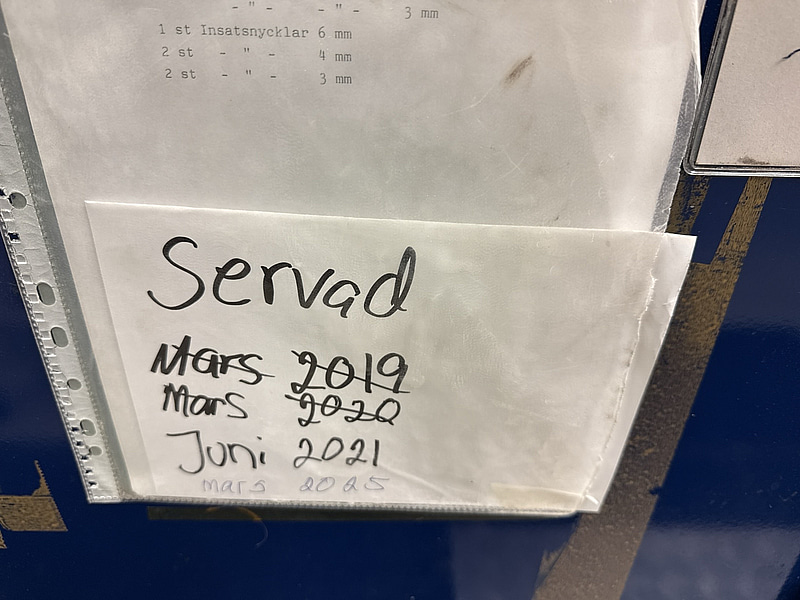 - " -   - " -   3 mm
1 st Insatsnycklar 6 mm
2 st   - " -   4 mm
2 st   - " -   3 mm
Servad
Mars 2019
Mars 2020
Juni 2021
mars 2025